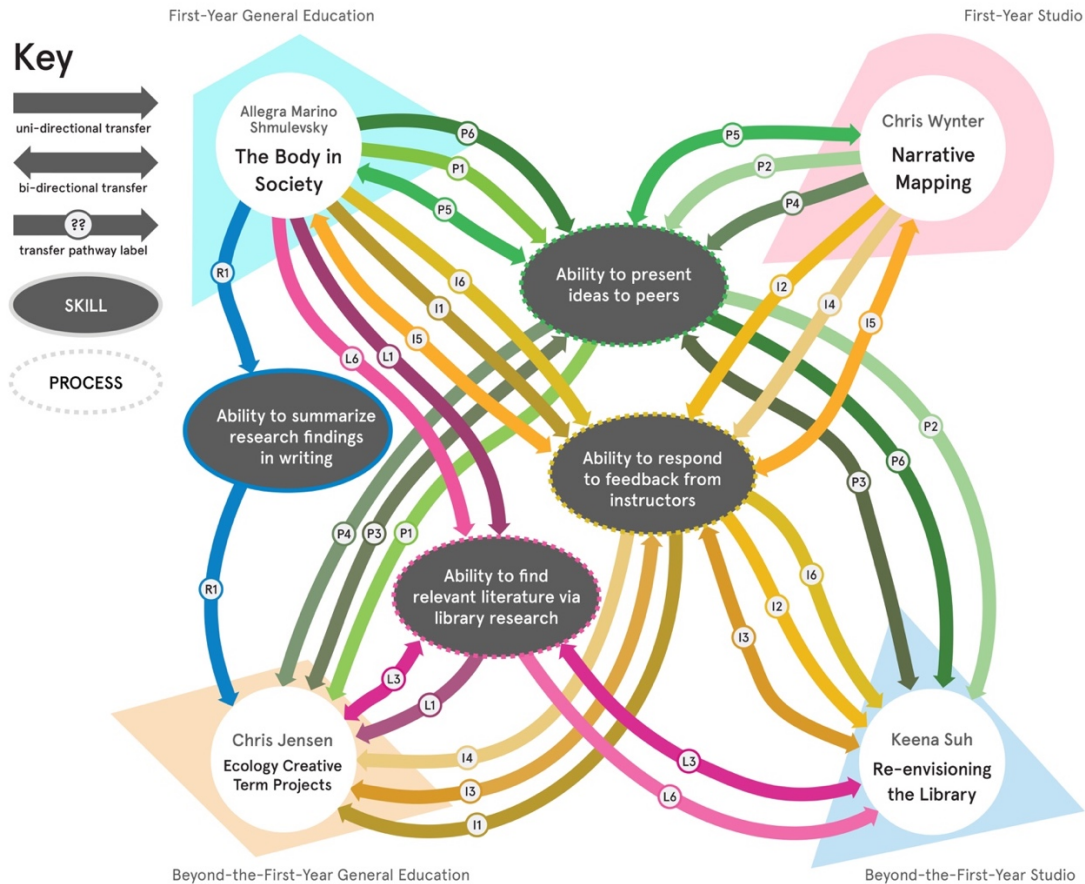 First-Year General Education
First-Year Studio
Key
uni-directional transfer
bi-directional transfer
??
transfer pathway label
SKILL
PROCESS
Allegra Marino
Shmulevsky
The Body in
Society
Chris Wynter
Narrative
Mapping
P6
P1
P5
P5
P2
P4
R1
I6
I1
I5
L6
L1
I2
I4
I5
Ability to present
ideas to peers
Ability to summarize
research findings
in writing
Ability to respond
to feedback from
instructors
Ability to find
relevant literature via
library research
P4
P3
P1
P3
P6
P2
R1
I6
I2
I3
L3
L1
I4
I3
I1
L3
L6
Chris Jensen
Ecology Creative
Term Projects
Keena Suh
Re-envisioning
the Library
Beyond-the-First-Year General Education
Beyond-the-First-Year Studio